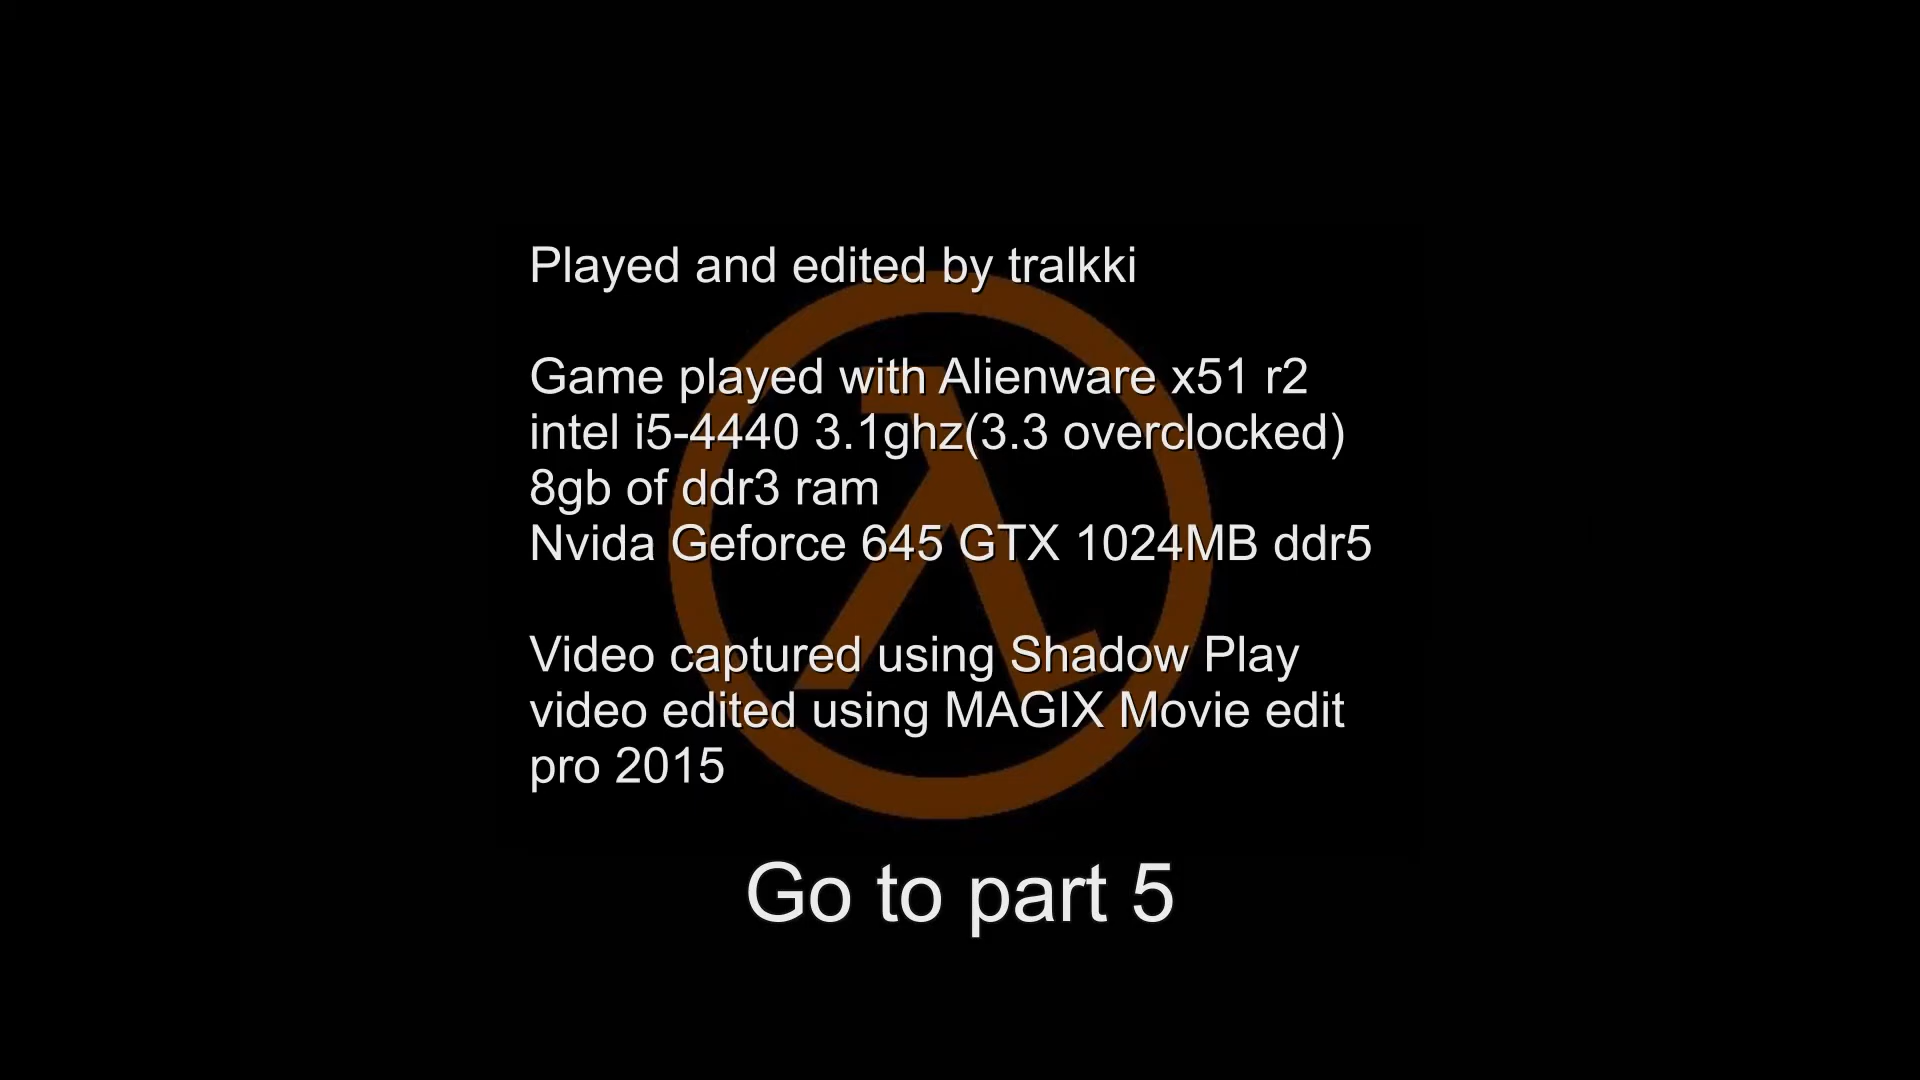 Played and edited by tralkki
Game played with Alienware x51 r2
intel i5-4440 3.1ghz(3.3 overclocked)
8gb of ddr3 ram
Nvida Geforce 645 GTX 1024MB ddr5
Video captured using Shadow Play
video edited using MAGIX Movie edit
pro 2015
Go to part 5